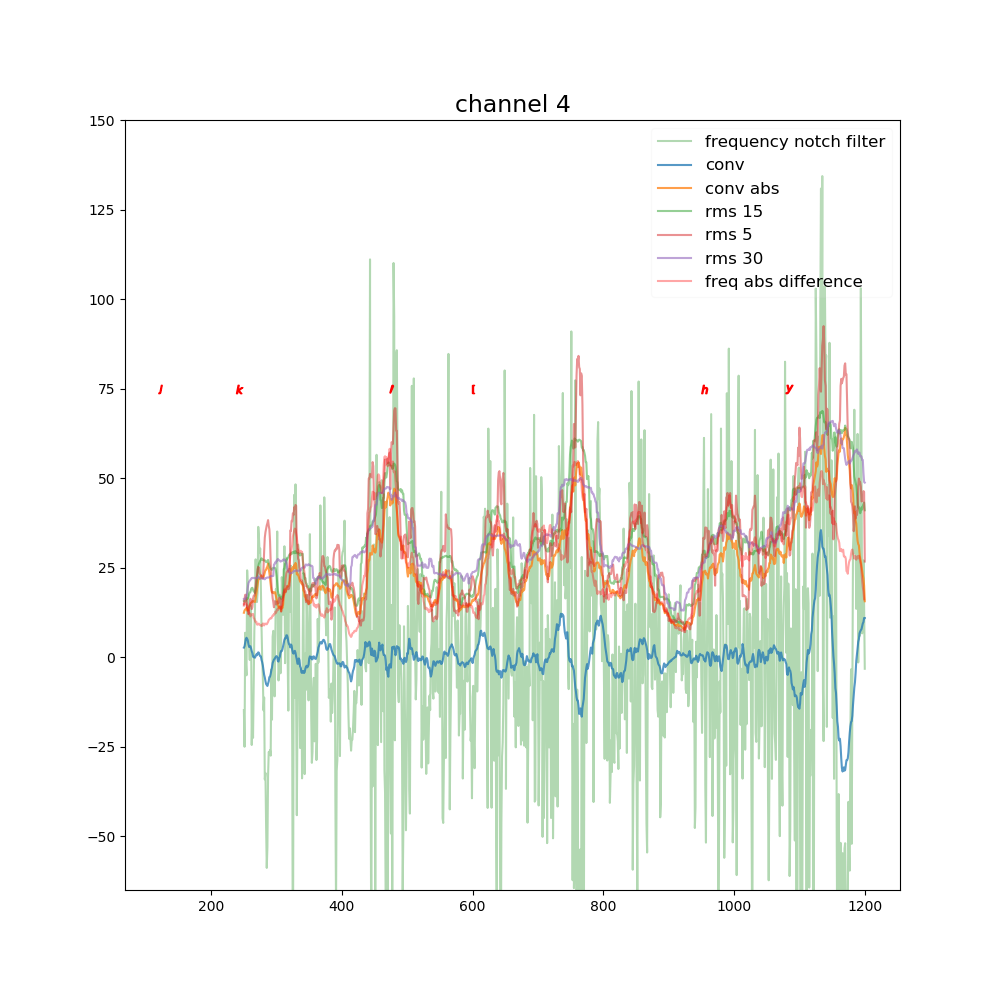 channel 4
150
125
100
75
50
25
0
−25
−50
frequency notch filter
conv
conv abs
rms 15
rms 5
rms 30
freq abs difference
j k [ h y
200 400 600 800 1000 1200